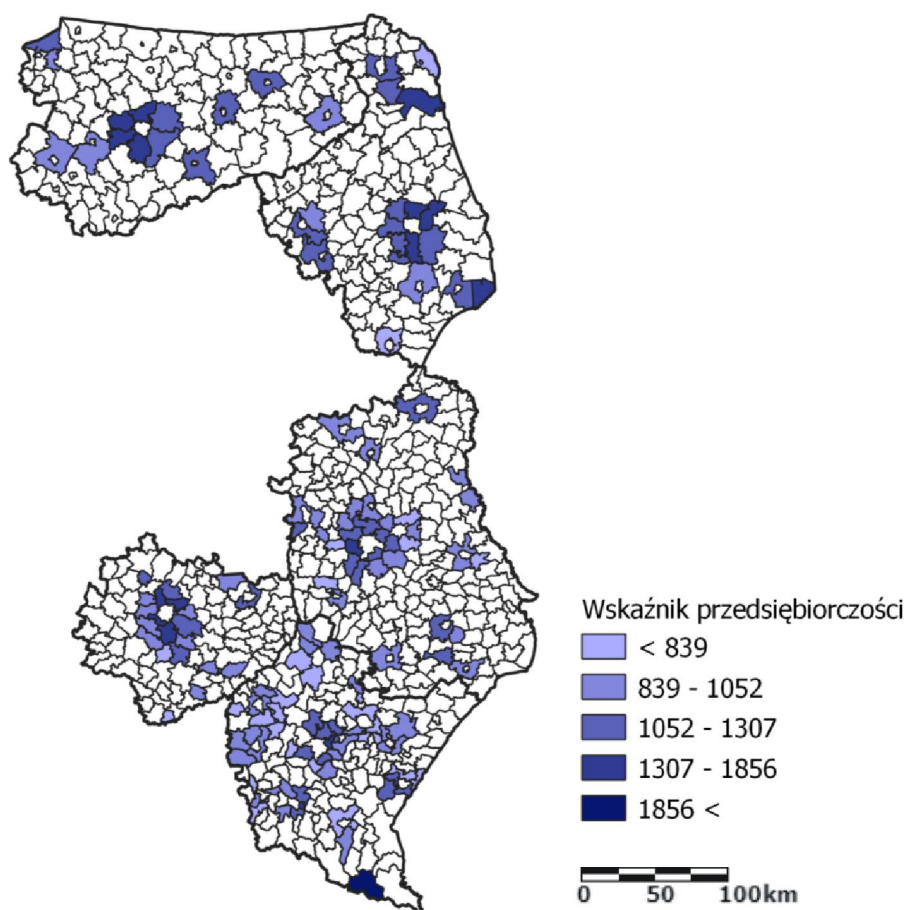 Wskaźnik przedsiębiorczości
< 839
839 - 1052
1052 - 1307
1307 - 1856
1856 <
0 50 100km